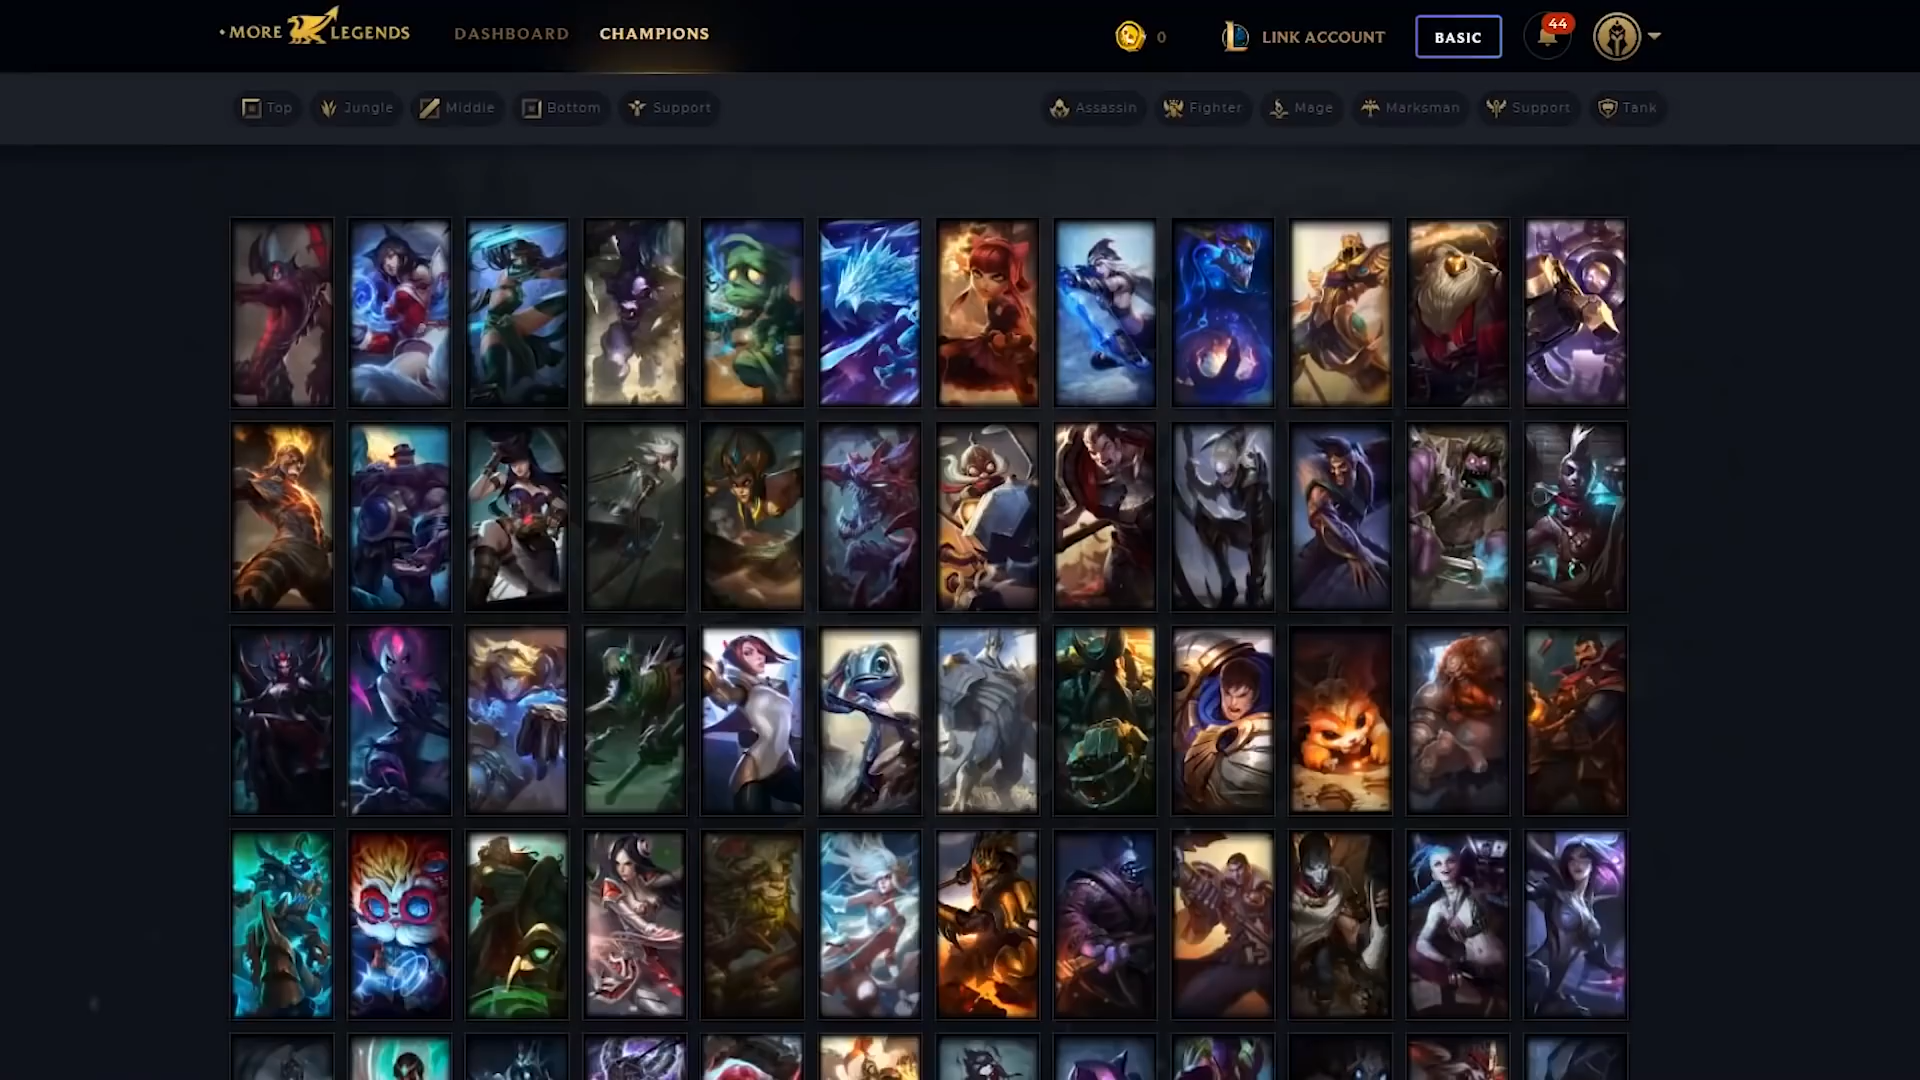 MORE LEGENDS
DASHBOARD
CHAMPIONS
0
LINK ACCOUNT
BASIC
44
Top
Jungle
Middle
Bottom
Support
Assassin
Fighter
Mage
Marksman
Support
Tank